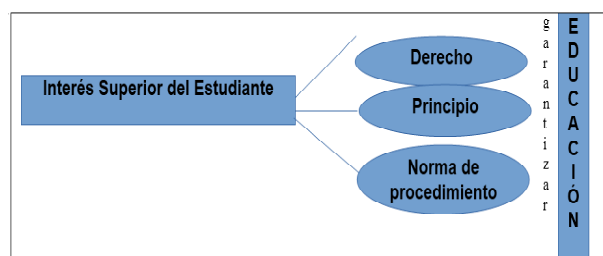 Interés Superior del Estudiante
Derecho
Principio
Norma de
procedimiento
garantizar
EDUCACIÓN